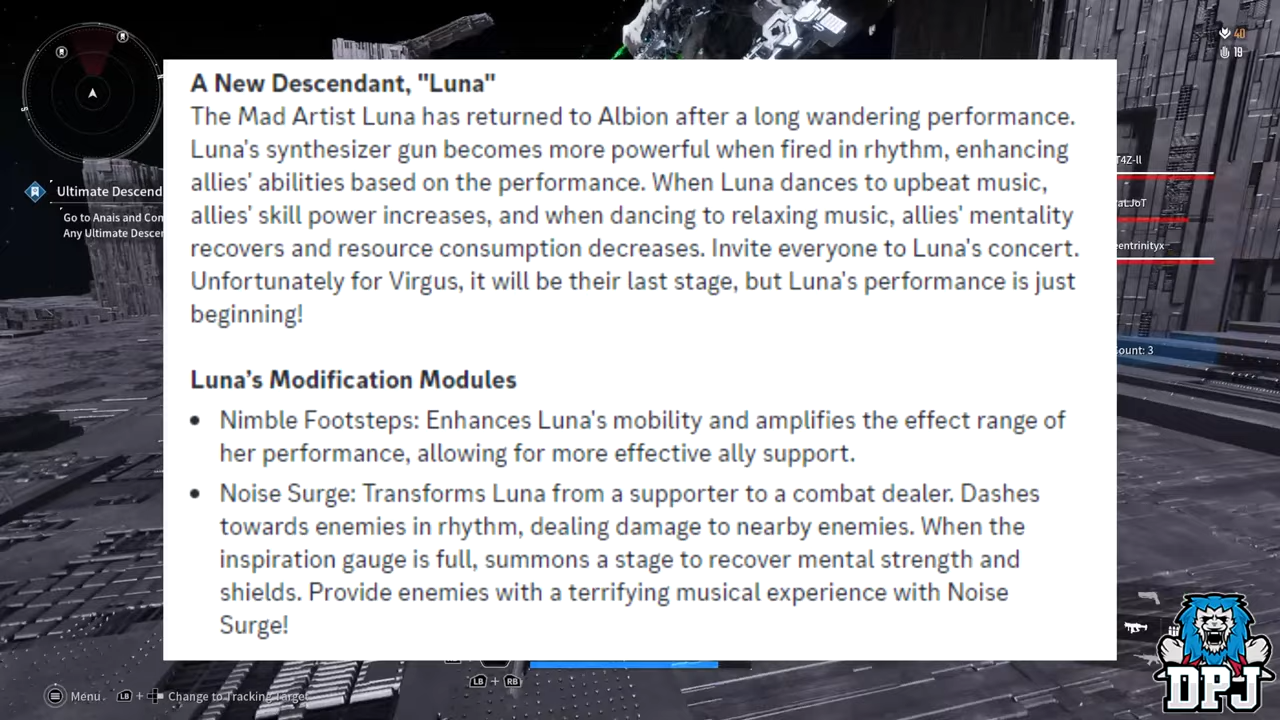 40
19
A New Descendant, "Luna"
The Mad Artist Luna has returned to Albion after a long wandering performance.
Luna's synthesizer gun becomes more powerful when fired in rhythm, enhancing
allies' abilities based on the performance. When Luna dances to upbeat music,
allies' skill power increases, and when dancing to relaxing music, allies' mentality
recovers and resource consumption decreases. Invite everyone to Luna's concert.
Unfortunately for Virgus, it will be their last stage, but Luna's performance is just
beginning!
Luna's Modification Modules
• Nimble Footsteps: Enhances Luna's mobility and amplifies the effect range of
her performance, allowing for more effective ally support.
• Noise Surge: Transforms Luna from a supporter to a combat dealer. Dashes
towards enemies in rhythm, dealing damage to nearby enemies. When the
inspiration gauge is full, summons a stage to recover mental strength and
shields. Provide enemies with a terrifying musical experience with Noise
Surge!
Ultimate Descend
Go to Anais and Con
Any Ultimate Descer
T4Z-ll
eentrinityx
ount: 3
LB + RB
Menu LB + Change to Tracking Target
DPJ